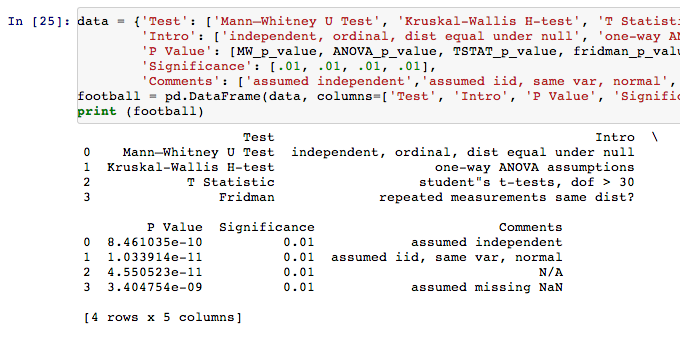 In [25]: data = {'Test': ['Mann–Whitney U Test', 'Kruskal-Wallis H-test', 'T Statisti
'Intro': ['independent, ordinal, dist equal under null', 'one-way AN
'P Value': [MW_p_value, ANOVA_p_value, TSTAT_p_value, fridman_p_valu
'Significance': [.01, .01, .01, .01],
'Comments': ['assumed independent','assumed iid, same var, normal',
football = pd.DataFrame(data, columns=['Test', 'Intro', 'P Value', 'Signific
print (football)
Test Intro \
0 Mann–Whitney U Test independent, ordinal, dist equal under null
1 Kruskal-Wallis H-test one-way ANOVA assumptions
2 T Statistic student"s t-tests, dof > 30
3 Fridman repeated measurements same dist?
P Value Significance Comments
0 8.461035e-10 0.01 assumed independent
1 1.033914e-11 0.01 assumed iid, same var, normal
2 4.550523e-11 0.01 N/A
3 3.404754e-09 0.01 assumed missing NaN
[4 rows x 5 columns]